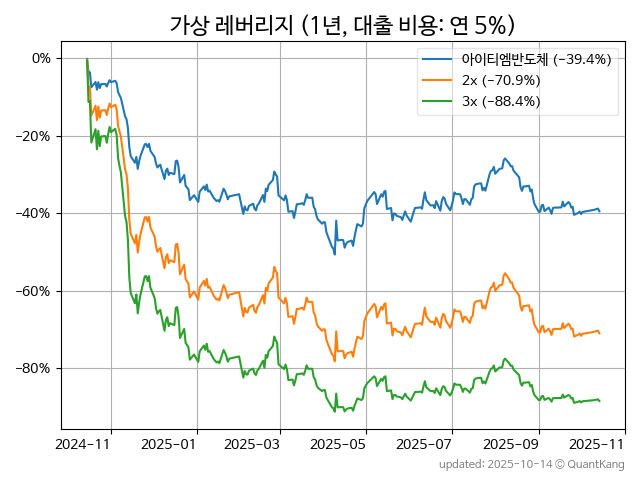 가상 레버리지 (1년, 대출 비용: 연 5%)
아이티엠반도체 (−39.4%)
2x (−70.9%)
3x (−88.4%)
0%
−20%
−40%
−60%
−80%
2024-11 2025-01 2025-03 2025-05 2025-07 2025-09 2025-11
updated: 2025-10-14 © QuantKang